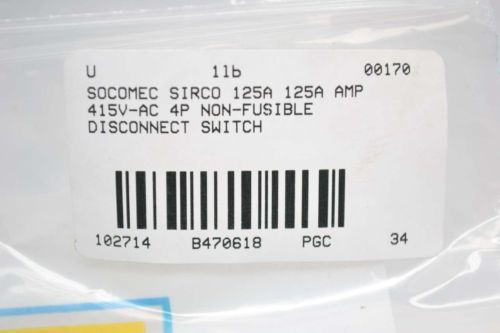 U 1lb 00170
SOCOMEC SIRCO 125A 125A AMP
415V-AC 4P NON-FUSIBLE
DISCONNECT SWITCH
102714 B470618 PGC 34